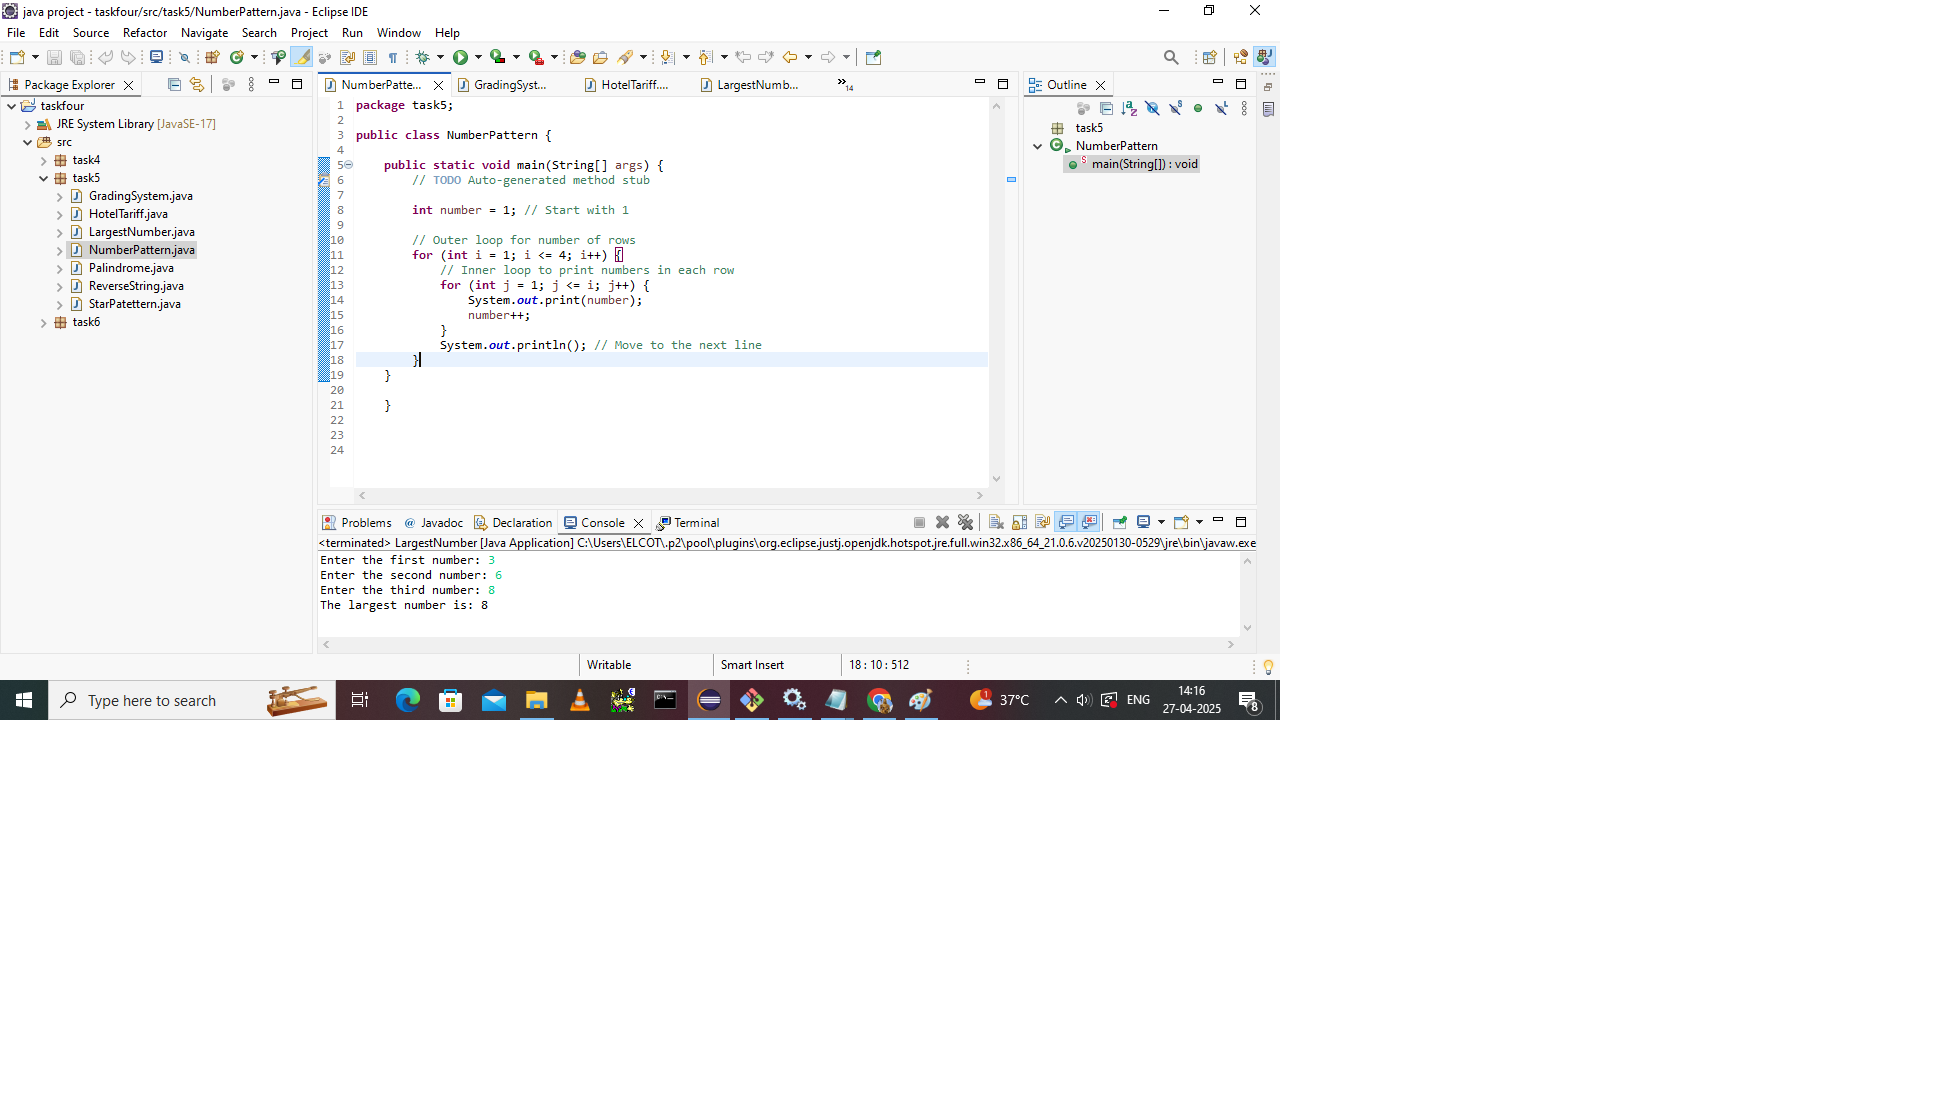 java project - taskfour/src/task5/NumberPattern.java - Eclipse IDE
File Edit Source Refactor Navigate Search Project Run Window Help
Package Explorer
taskfour
JRE System Library [JavaSE-17]
src
task4
task5
GradingSystem.java
HotelTariff.java
LargestNumber.java
NumberPattern.java
Palindrome.java
ReverseString.java
StarPatettern.java
task6
NumberPatte... GradingSyst... HotelTariff.... LargestNumb... »14
1 package task5;
2
3 public class NumberPattern {
4
5 public static void main(String[] args) {
6 // TODO Auto-generated method stub
7
8 int number = 1; // Start with 1
9
10 // Outer loop for number of rows
11 for (int i = 1; i <= 4; i++) {
12 // Inner loop to print numbers in each row
13 for (int j = 1; j <= i; j++) {
14 System.out.print(number);
15 number++;
16 }
17 System.out.println(); // Move to the next line
18 }
19 }
20
21 }
22
23
24
Outline
task5
NumberPattern
main(String[]) : void
Problems @ Javadoc Declaration Console Terminal
<terminated> LargestNumber [Java Application] C:\Users\ELCOT\.p2\pool\plugins\org.eclipse.justj.openjdk.hotspot.jre.full.win32.x86_64_21.0.6.v20250130-0529\jre\bin\javaw.exe
Enter the first number: 3
Enter the second number: 6
Enter the third number: 8
The largest number is: 8
Writable Smart Insert 18 : 10 : 512
Type here to search
1 37°C ENG 14:16
27-04-2025 8